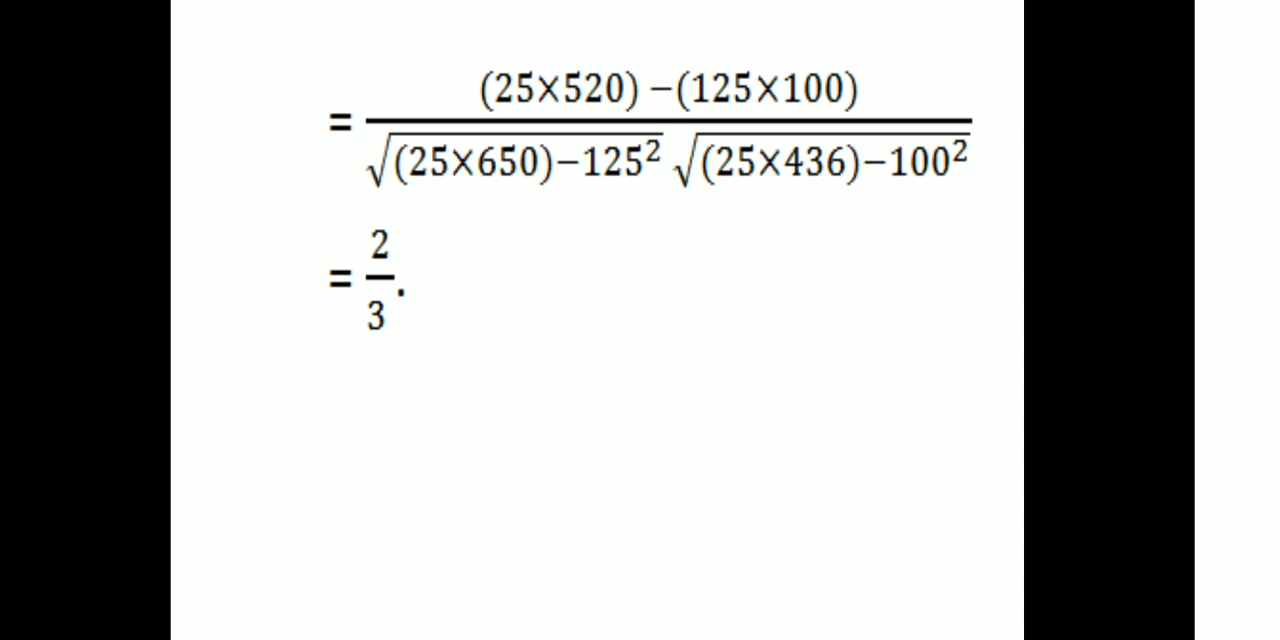 = (25×520) −(125×100) / √(25×650)−125² √(25×436)−100²
= 2/3.